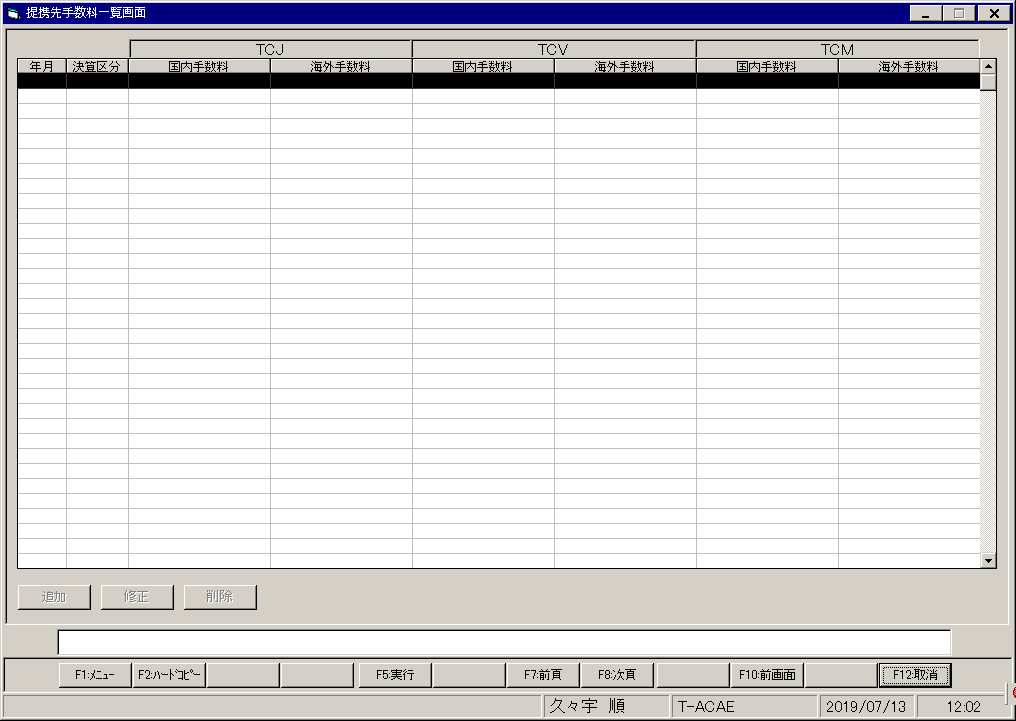 提携先手数料一覧画面
TCJ TCV TCM
年月 決算区分 国内手数料 海外手数料 国内手数料 海外手数料 国内手数料 海外手数料
追加 修正 削除
F1:ﾒﾆｭｰ F2:ﾊｰﾄﾞｺﾋﾟｰ F5:実行 F7:前頁 F8:次頁 F10:前画面 F12:取消
久々宇 順 T-ACAE 2019/07/13 12:02